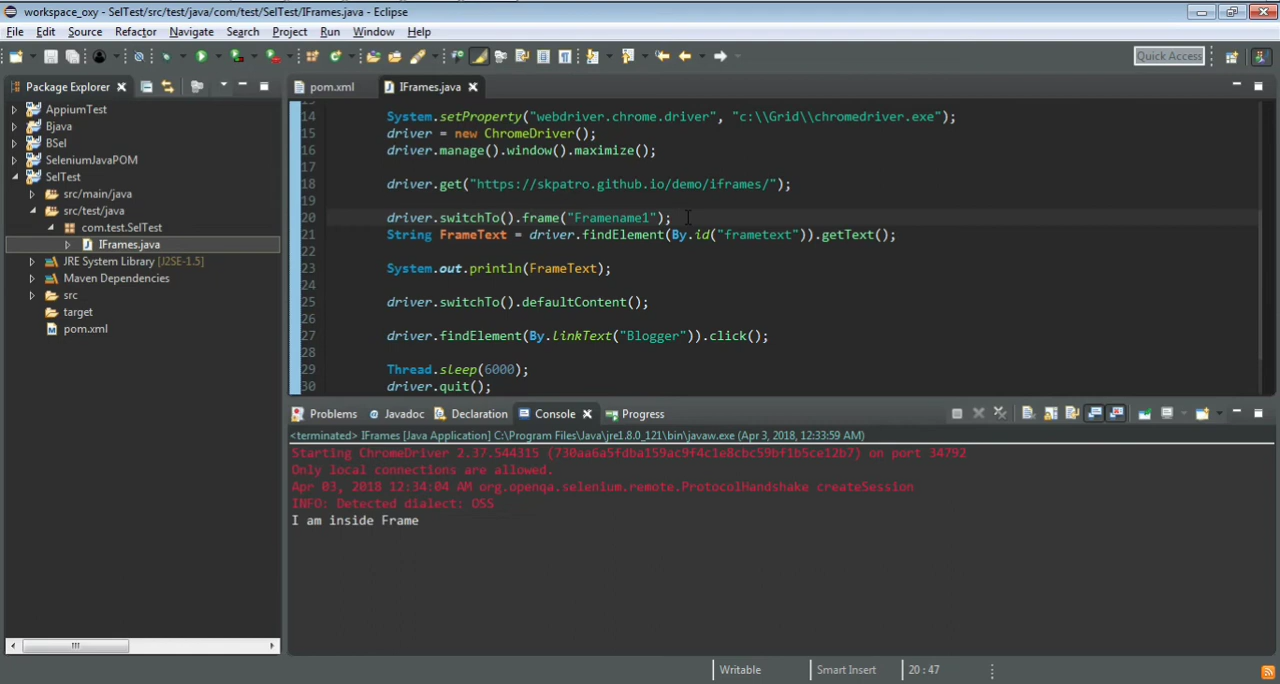 workspace_oxy - SelTest/src/test/java/com/test/SelTest/IFrames.java - Eclipse
File Edit Source Refactor Navigate Search Project Run Window Help
Quick Access
Package Explorer
pom.xml
IFrames.java
AppiumTest
Bjava
BSel
SeleniumJavaPOM
SelTest
src/main/java
src/test/java
com.test.SelTest
IFrames.java
JRE System Library [J2SE-1.5]
Maven Dependencies
src
target
pom.xml
14 System.setProperty("webdriver.chrome.driver", "c:\\Grid\\chromedriver.exe");
15 driver = new ChromeDriver();
16 driver.manage().window().maximize();
17
18 driver.get("https://skpatro.github.io/demo/iframes/");
19
20 driver.switchTo().frame("Framename1");
21 String FrameText = driver.findElement(By.id("frametext")).getText();
22
23 System.out.println(FrameText);
24
25 driver.switchTo().defaultContent();
26
27 driver.findElement(By.linkText("Blogger")).click();
28
29 Thread.sleep(6000);
30 driver.quit();
Problems Javadoc Declaration Console Progress
<terminated> IFrames [Java Application] C:\Program Files\Java\jre1.8.0_121\bin\javaw.exe (Apr 3, 2018, 12:33:59 AM)
Starting ChromeDriver 2.37.544315 (730aa6a5fdba159ac9f4c1e8cbc59bf1b5ce12b7) on port 34792
Only local connections are allowed.
Apr 03, 2018 12:34:04 AM org.openqa.selenium.remote.ProtocolHandshake createSession
INFO: Detected dialect: OSS
I am inside Frame
Writable Smart Insert 20 : 47